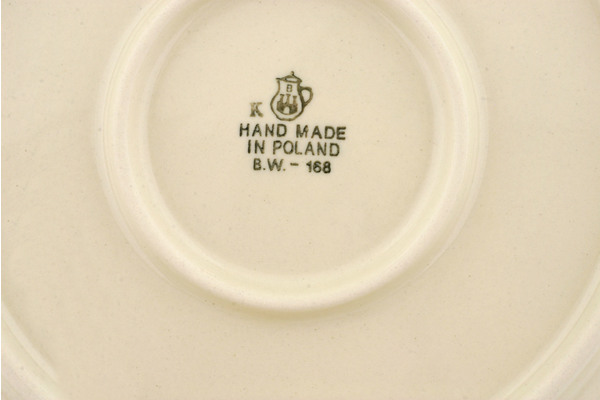 K B
HAND MADE
IN POLAND
B.W. - 168